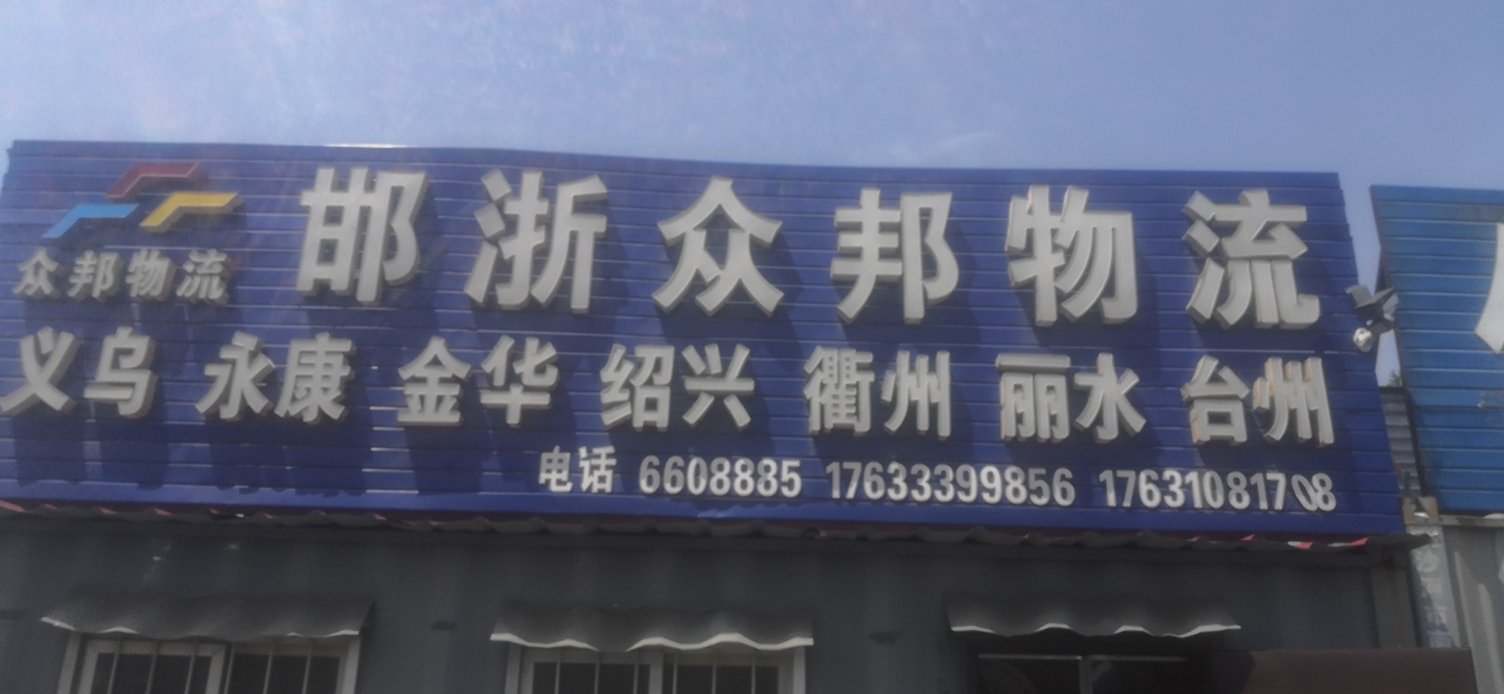 邯浙众邦物流
众邦物流
义乌 永康 金华 绍兴 衢州 丽水 台州
电话 6608885 17633399856 17631081708